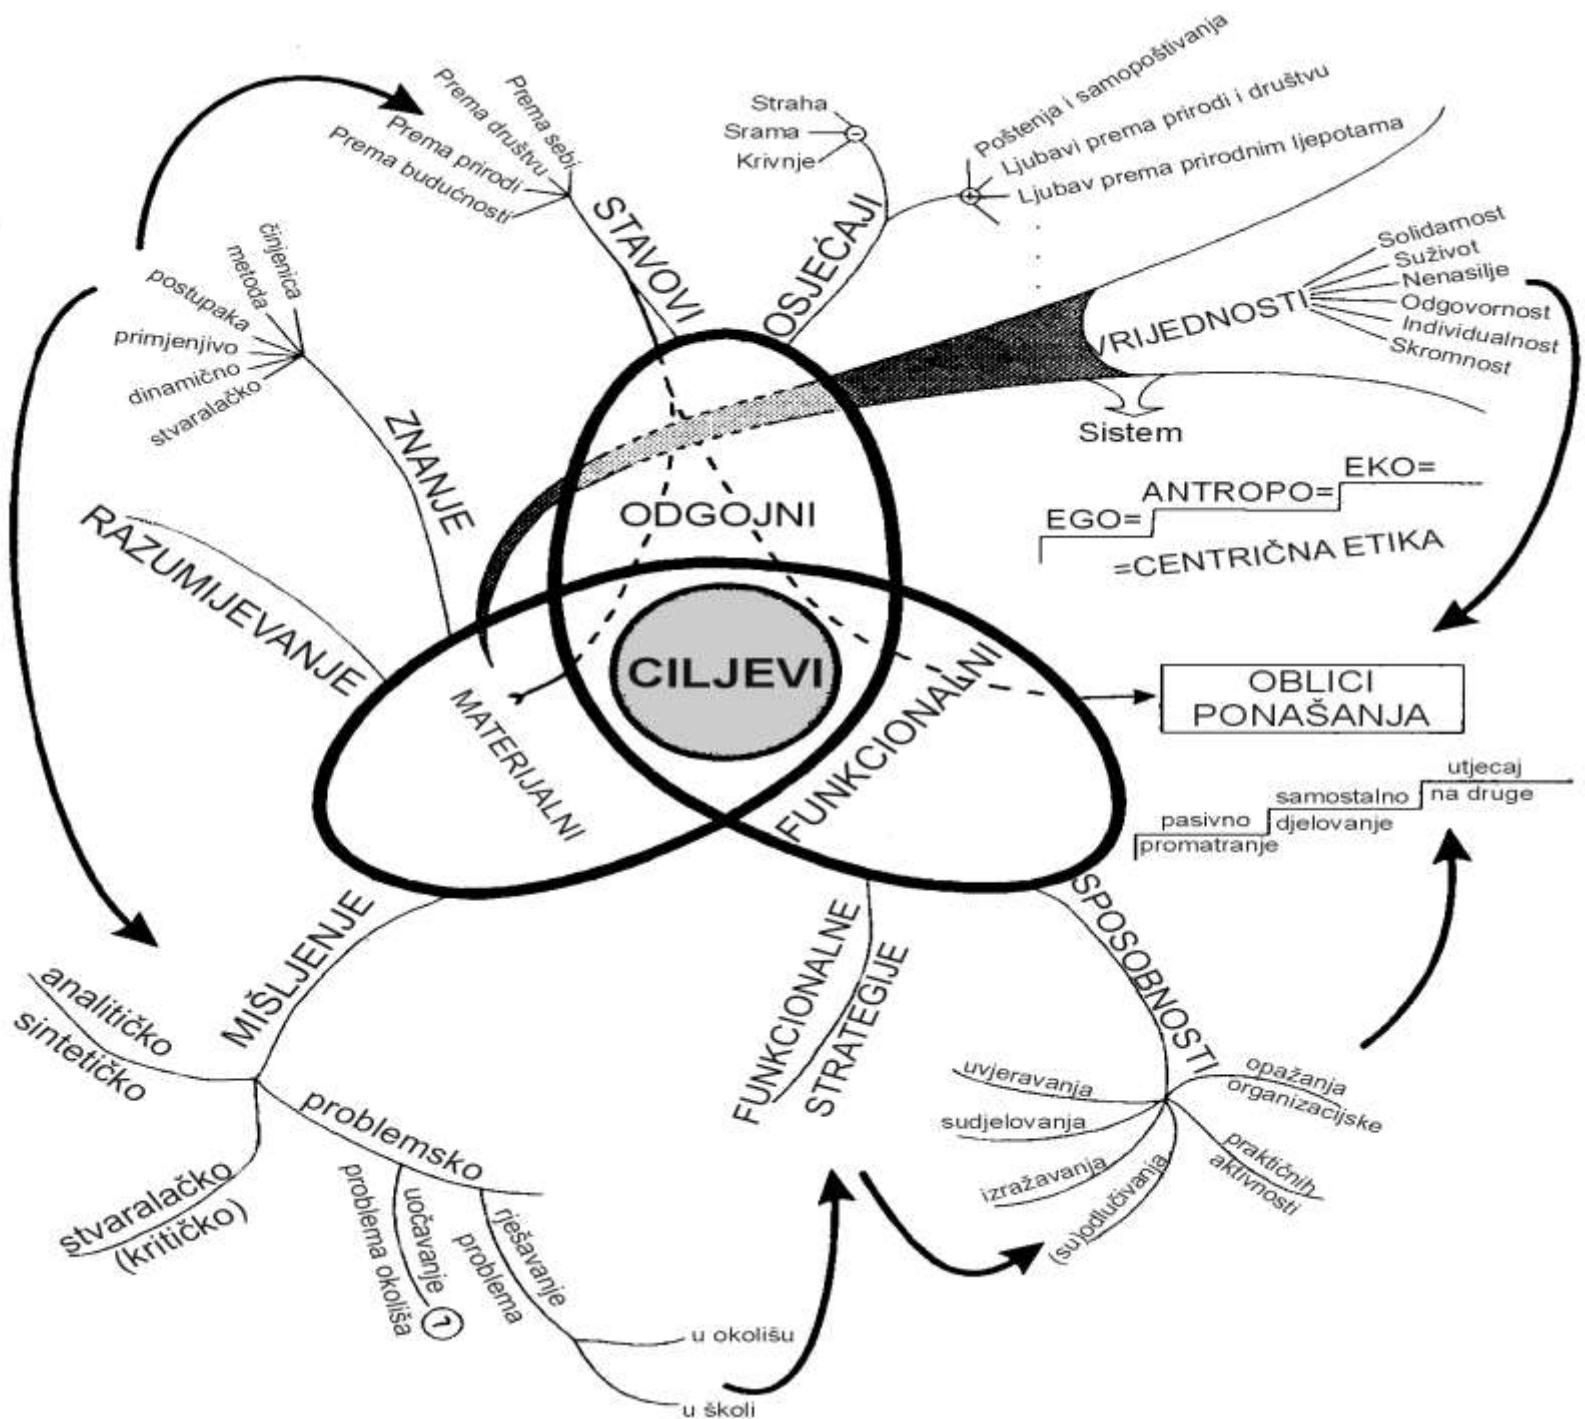 Prema sebi
Prema društvu
Prema prirodi
Prema budućnosti
STAVOVI
Straha
Srama
Krivnje
-
+
Poštenja i samopoštivanja
Ljubavi prema prirodi i društvu
Ljubav prema prirodnim ljepotama
OSJEĆAJI
VRIJEDNOSTI
Solidarnost
Suživot
Nenasilje
Odgovornost
Individualnost
Skromnost
Sistem
EGO=
ANTROPO=
EKO=
=CENTRIČNA ETIKA
činjenica
metoda
postupaka
primjenjivo
dinamično
stvaralačko
ZNANJE
RAZUMIJEVANJE
ODGOJNI
CILJEVI
MATERIJALNI
FUNKCIONALNI
OBLICI
PONAŠANJA
pasivno
promatranje
samostalno
djelovanje
utjecaj
na druge
MIŠLJENJE
analitičko
sintetičko
stvaralačko
(kritičko)
problemsko
uočavanje
problema okoliša
rješavanje
problema
u okolišu
u školi
FUNKCIONALNE
STRATEGIJE
SPOSOBNOSTI
uvjeravanja
sudjelovanja
izražavanja
(su)odlučivanja
opažanja
organizacijske
praktičnih
aktivnosti